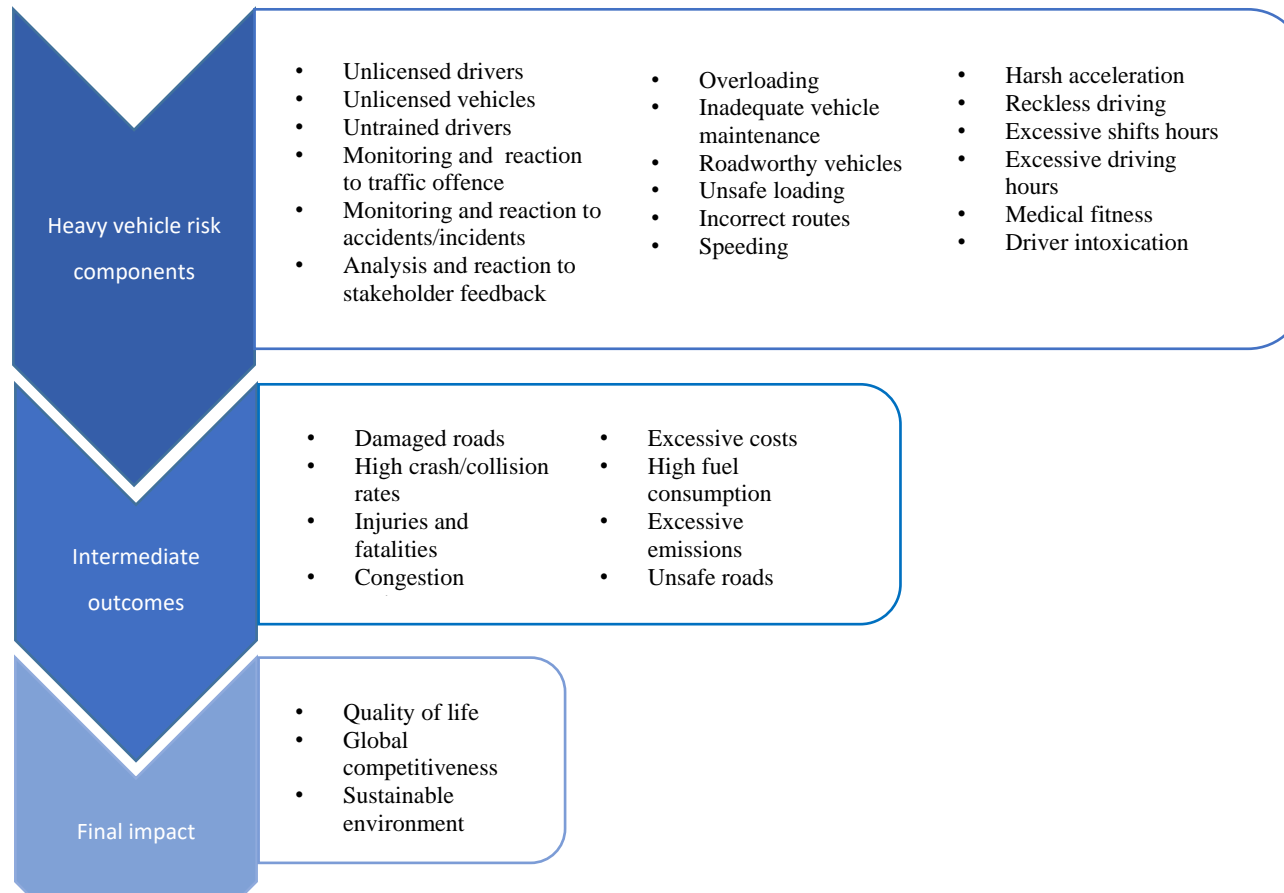 Heavy vehicle risk
components
• Unlicensed drivers
• Unlicensed vehicles
• Untrained drivers
• Monitoring and reaction
to traffic offence
• Monitoring and reaction to
accidents/incidents
• Analysis and reaction to
stakeholder feedback
• Overloading
• Inadequate vehicle
maintenance
• Roadworthy vehicles
• Unsafe loading
• Incorrect routes
• Speeding
• Harsh acceleration
• Reckless driving
• Excessive shifts hours
• Excessive driving
hours
• Medical fitness
• Driver intoxication
Intermediate
outcomes
• Damaged roads
• High crash/collision
rates
• Injuries and
fatalities
• Congestion
• Excessive costs
• High fuel
consumption
• Excessive
emissions
• Unsafe roads
Final impact
• Quality of life
• Global
competitiveness
• Sustainable
environment